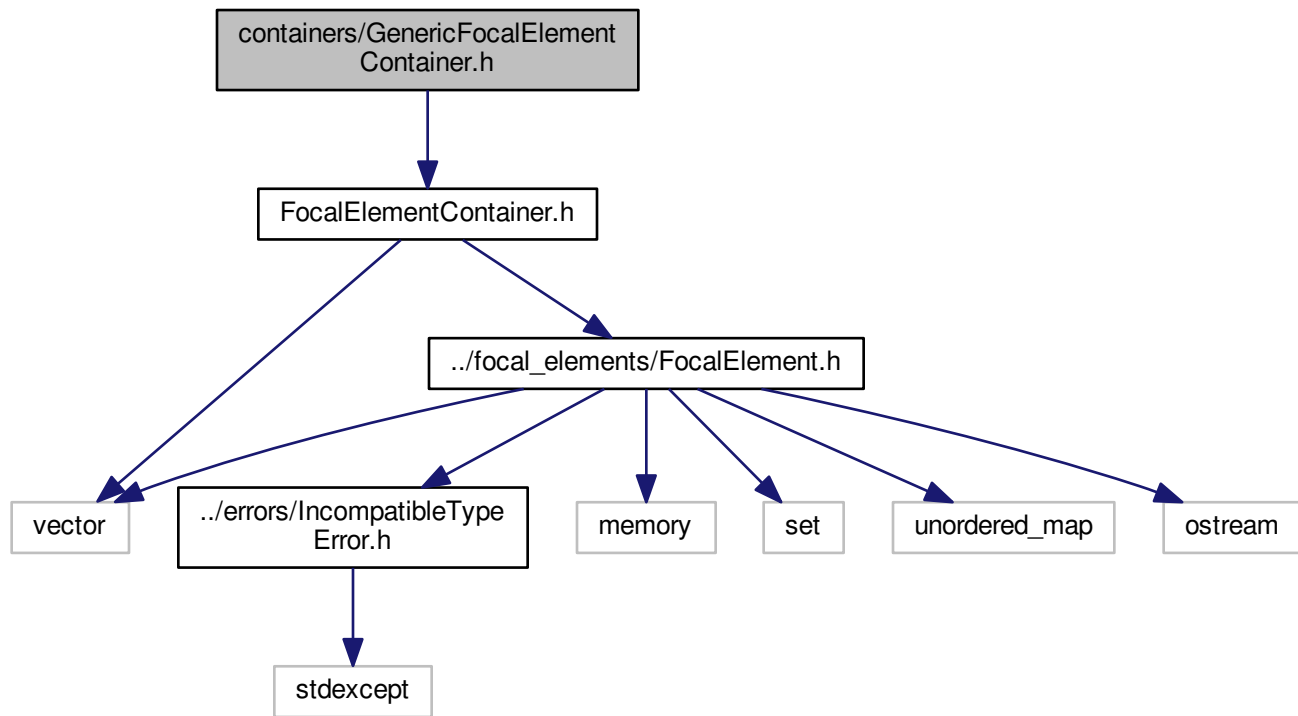 containers/GenericFocalElement
Container.h
FocalElementContainer.h
../focal_elements/FocalElement.h
vector
../errors/IncompatibleType
Error.h
memory
set
unordered_map
ostream
stdexcept